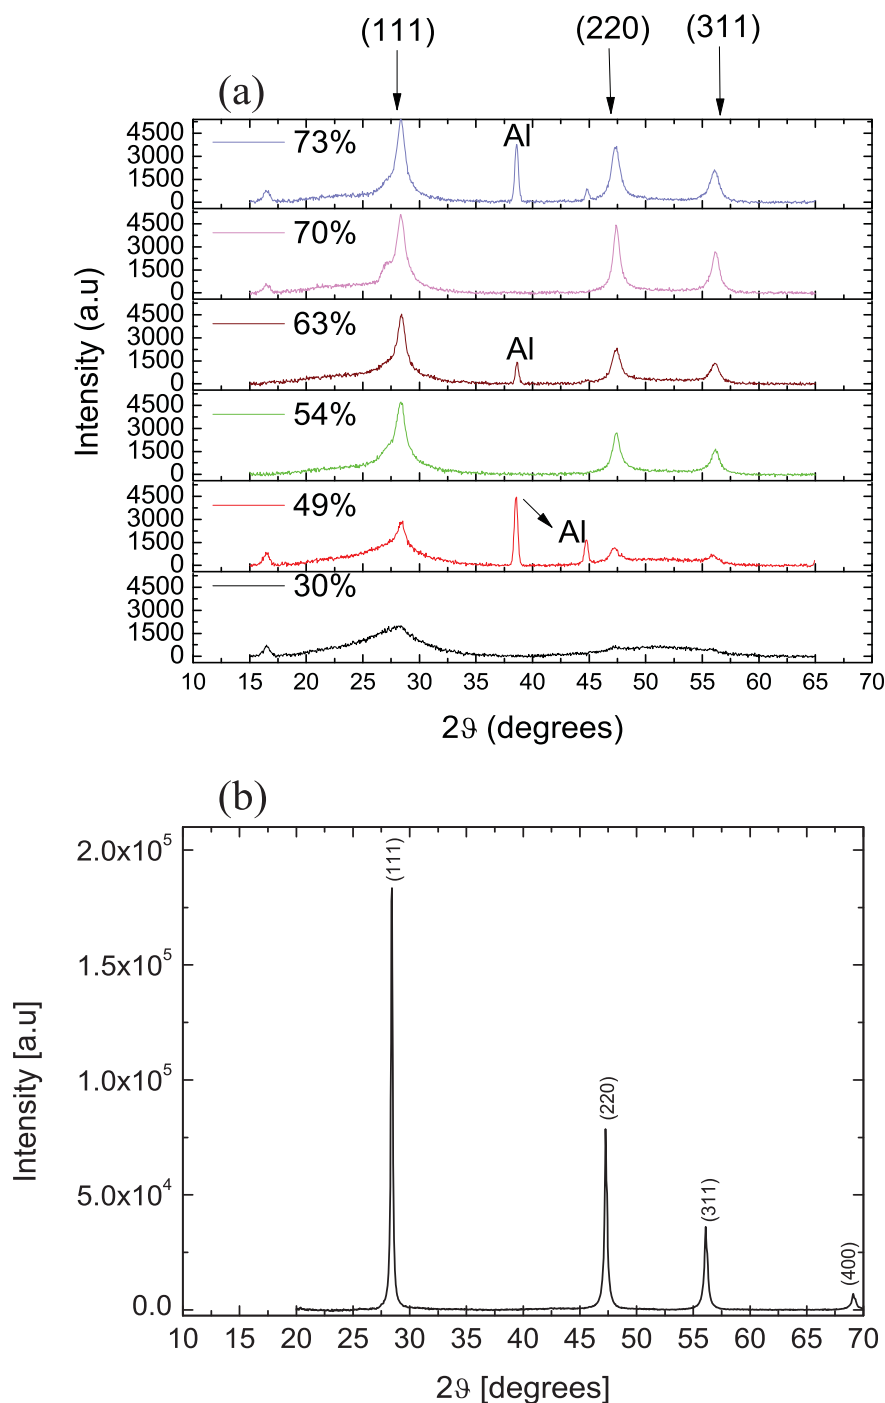 (111)
(220)
(311)
(a)
4500
3000
1500
0
73%
Al
4500
3000
1500
0
70%
4500
3000
1500
0
63%
Al
4500
3000
1500
0
54%
4500
3000
1500
0
49%
Al
4500
3000
1500
0
30%
Intensity (a.u)
10 15 20 25 30 35 40 45 50 55 60 65 70
2ϑ (degrees)
(b)
2.0x10⁵
1.5x10⁵
1.0x10⁵
5.0x10⁴
0.0
Intensity [a.u]
(111)
(220)
(311)
(400)
10 15 20 25 30 35 40 45 50 55 60 65 70
2ϑ [degrees]